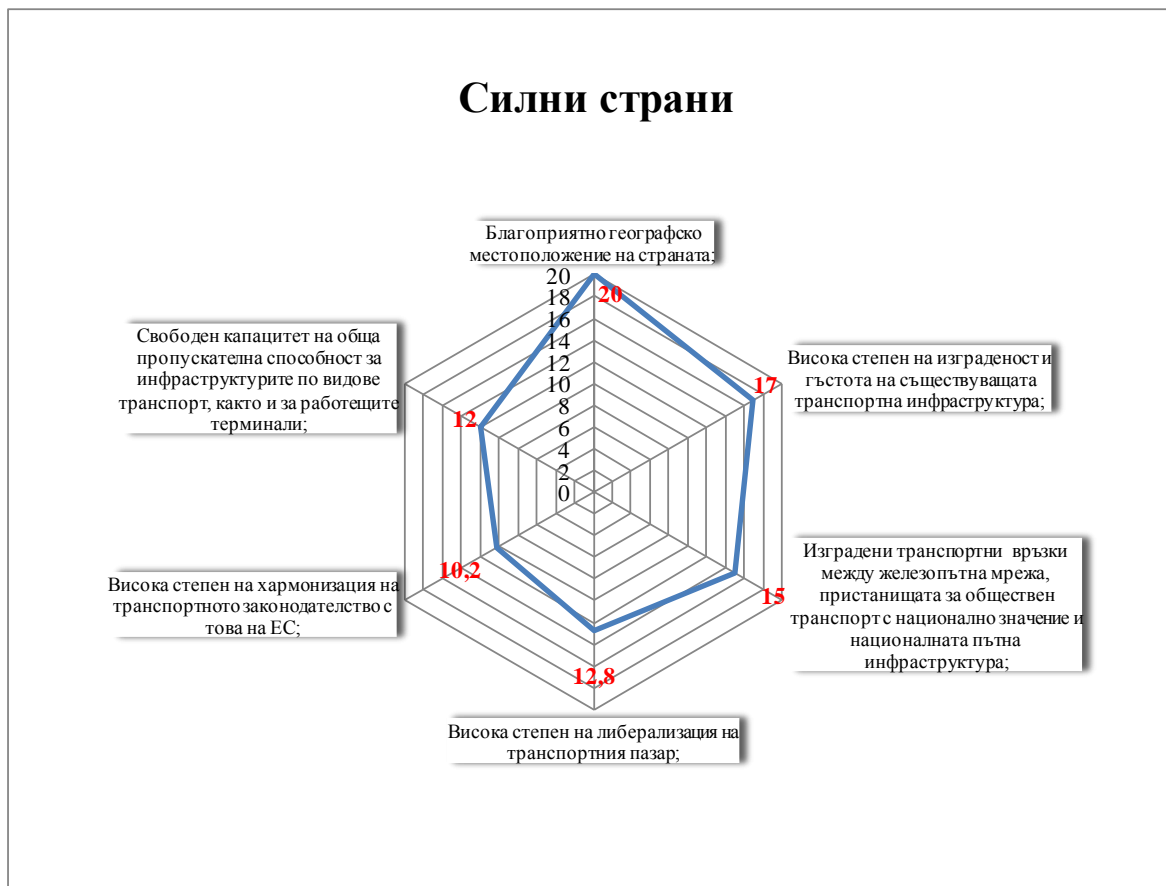 Силни страни
Благоприятно географско
местоположение на страната;
20
18
16
14
12
10
8
6
4
2
0
20
Висока степен на изграденост и
гъстота на съществуващата
транспортна инфраструктура;
17
Изградени транспортни връзки
между железопътна мрежа,
пристанищата за обществен
транспорт с национално значение и
националната пътна
инфраструктура;
15
Висока степен на либерализация на
транспортния пазар;
12,8
Висока степен на хармонизация на
транспортното законодателство с
това на ЕС;
10,2
Свободен капацитет на обща
пропускателна способност за
инфраструктурите по видове
транспорт, както и за работещите
терминали;
12